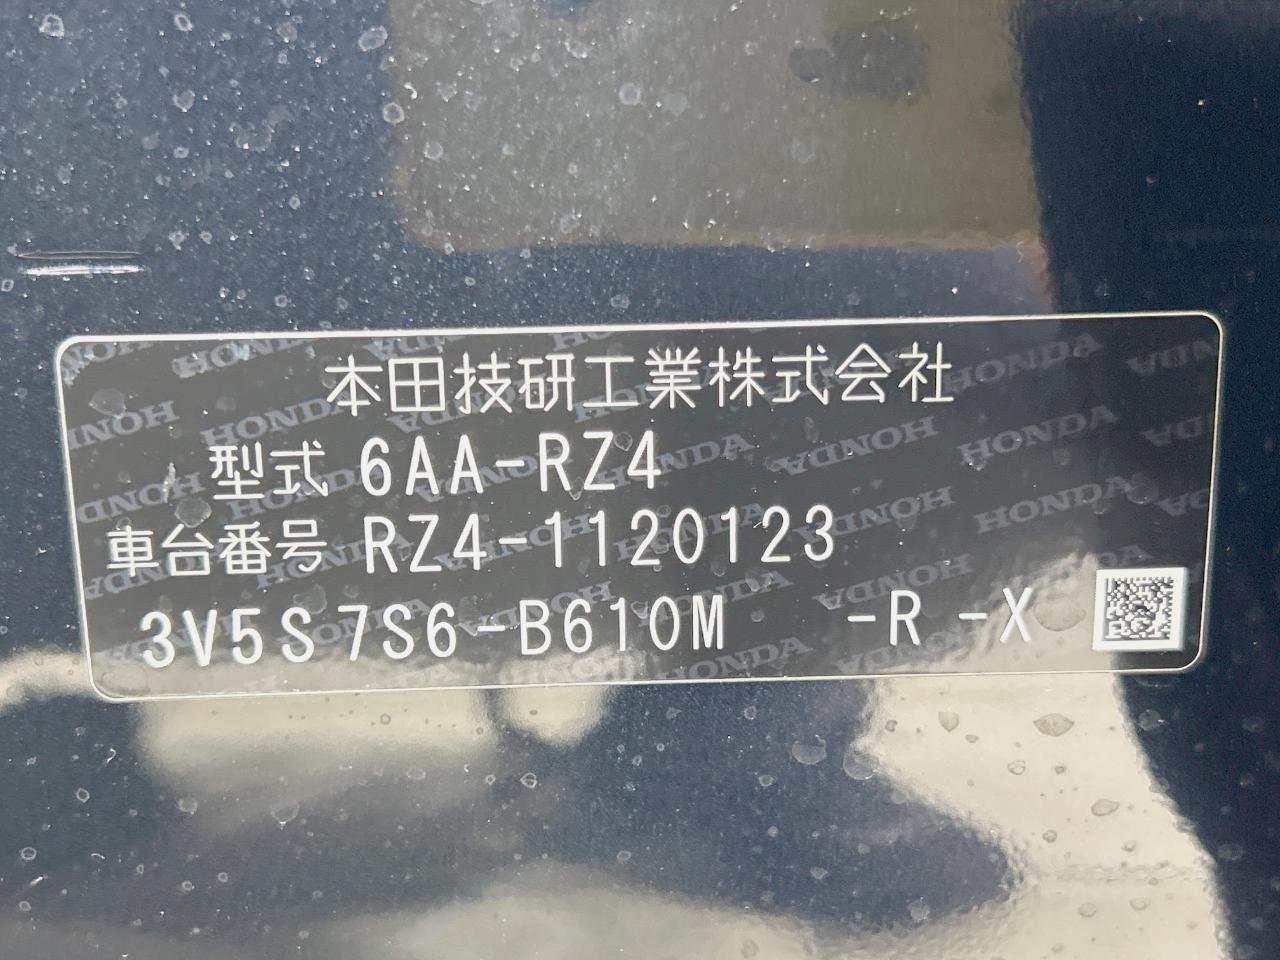 本田技研工業株式会社
型式 6AA-RZ4
車台番号 RZ4-1120123
3V5S7S6-B610M -R -X